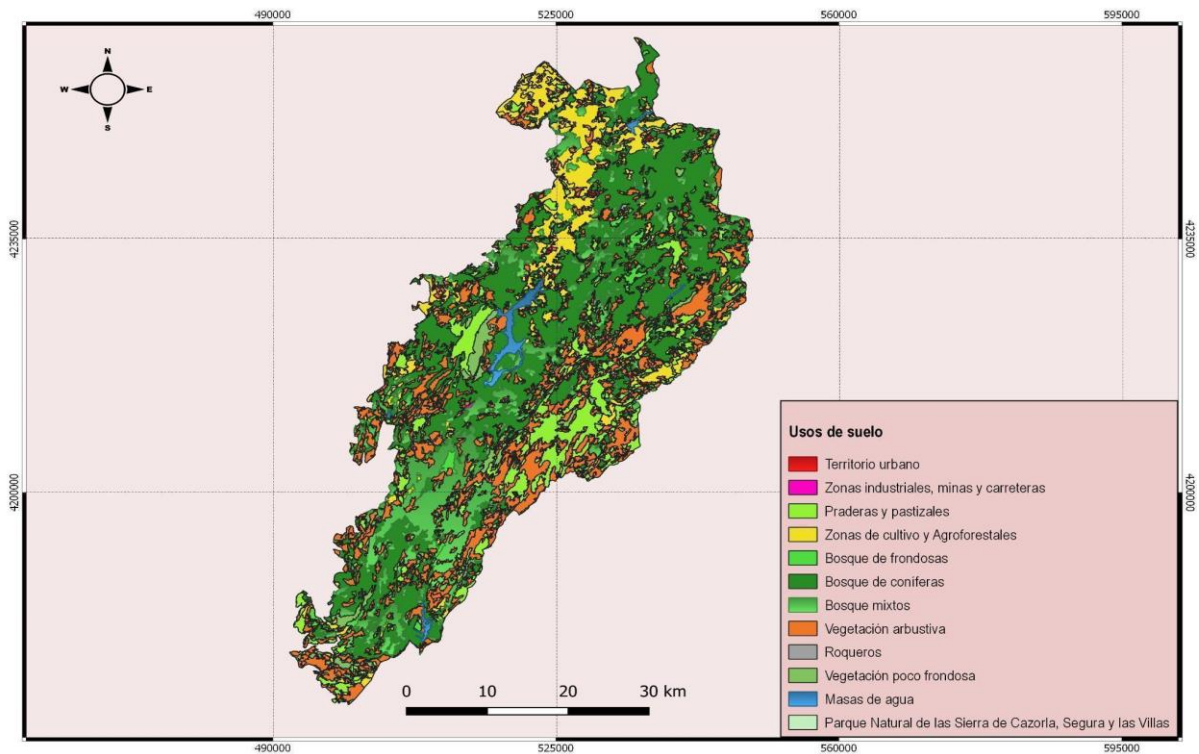 490000 525000 560000 595000
N
W E
S
4235000 4235000
4200000 4200000
Usos de suelo
Territorio urbano
Zonas industriales, minas y carreteras
Praderas y pastizales
Zonas de cultivo y Agroforestales
Bosque de frondosas
Bosque de coniferas
Bosque mixtos
Vegetación arbustiva
Roqueros
Vegetación poco frondosa
Masas de agua
Parque Natural de las Sierra de Cazorla, Segura y las Villas
0 10 20 30 km
490000 525000 560000 595000